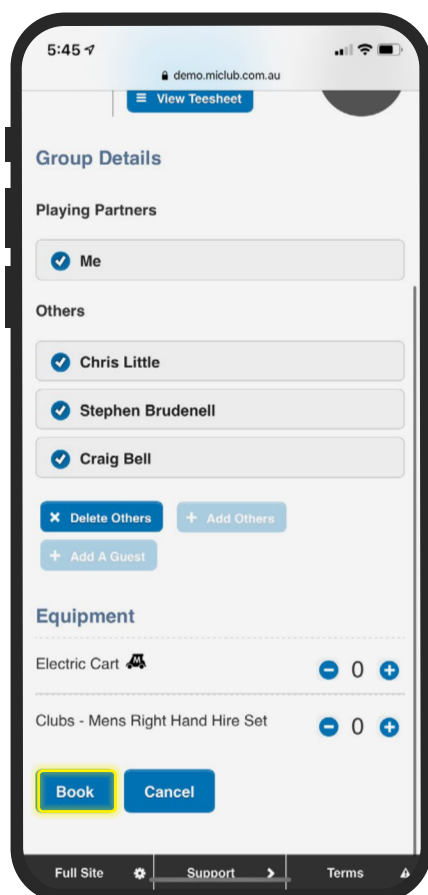 5:45
demo.miclub.com.au
View Teesheet
Group Details
Playing Partners
Me
Others
Chris Little
Stephen Brudenell
Craig Bell
Delete Others
+ Add Others
+ Add A Guest
Equipment
Electric Cart
0
Clubs - Mens Right Hand Hire Set
0
Book Cancel
Full Site Support Terms